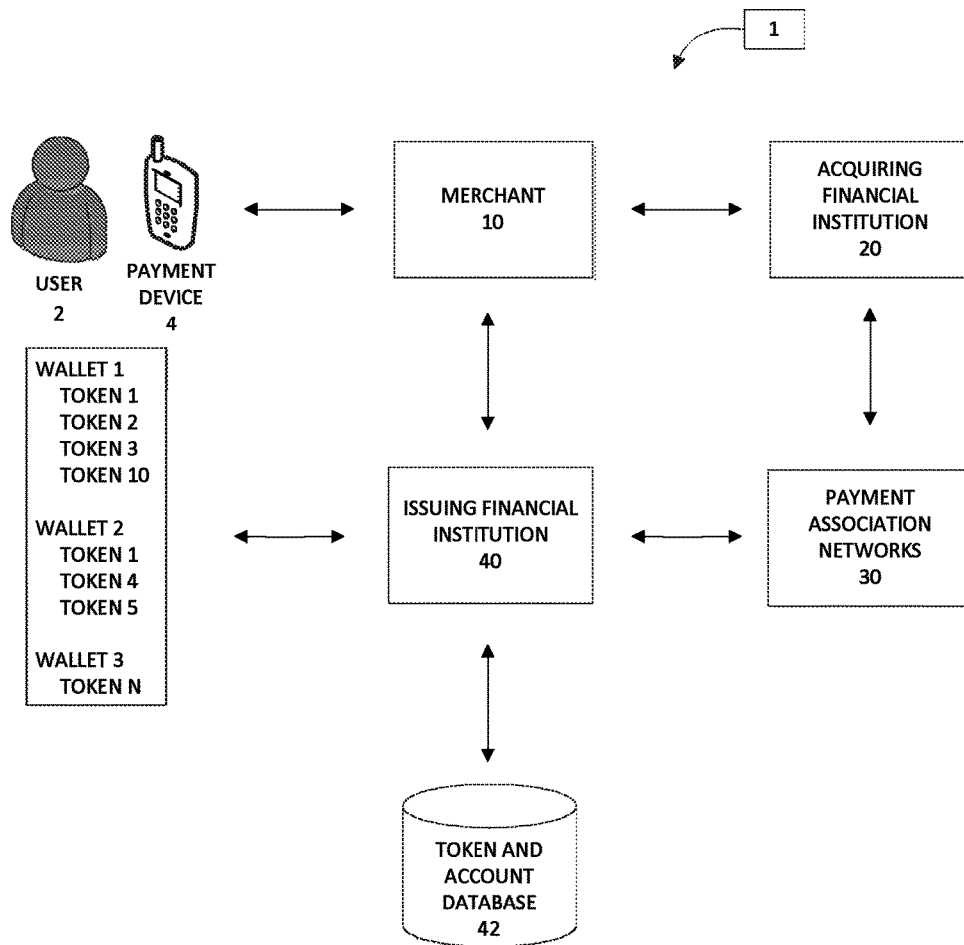 1
USER
2
PAYMENT
DEVICE
4
MERCHANT
10
ACQUIRING
FINANCIAL
INSTITUTION
20
WALLET 1
TOKEN 1
TOKEN 2
TOKEN 3
TOKEN 10
WALLET 2
TOKEN 1
TOKEN 4
TOKEN 5
WALLET 3
TOKEN N
ISSUING FINANCIAL
INSTITUTION
40
PAYMENT
ASSOCIATION
NETWORKS
30
TOKEN AND
ACCOUNT
DATABASE
42